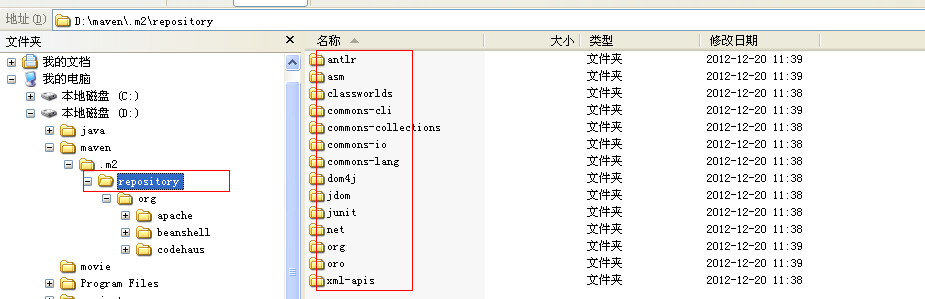 地址(D) D:\maven\.m2\repository
文件夹
我的文档
我的电脑
本地磁盘 (C:)
本地磁盘 (D:)
java
maven
.m2
repository
org
apache
beanshell
codehaus
movie
Program Files
名称 大小 类型 修改日期
antlr 文件夹 2012-12-20 11:39
asm 文件夹 2012-12-20 11:39
classworlds 文件夹 2012-12-20 11:38
commons-cli 文件夹 2012-12-20 11:39
commons-collections 文件夹 2012-12-20 11:38
commons-io 文件夹 2012-12-20 11:38
commons-lang 文件夹 2012-12-20 11:38
dom4j 文件夹 2012-12-20 11:38
jdom 文件夹 2012-12-20 11:38
junit 文件夹 2012-12-20 11:38
net 文件夹 2012-12-20 11:38
org 文件夹 2012-12-20 11:39
oro 文件夹 2012-12-20 11:39
xml-apis 文件夹 2012-12-20 11:38